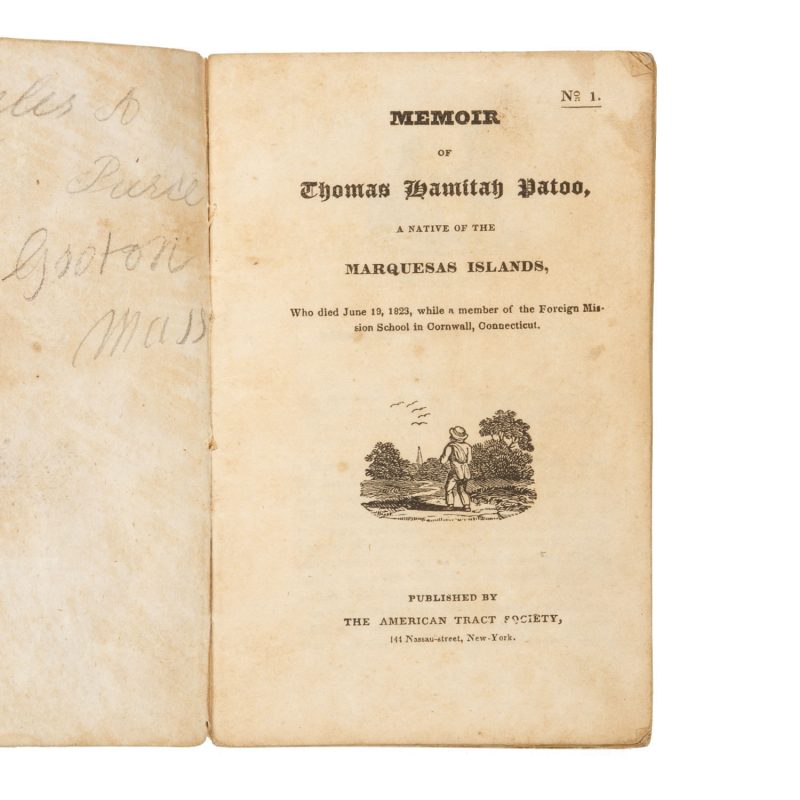 A
Pierce
Groton
Mass
No 1.
MEMOIR
OF
Thomas Hamitah Patoo,
A NATIVE OF THE
MARQUESAS ISLANDS,
Who died June 19, 1823, while a member of the Foreign Mis-
sion School in Cornwall, Connecticut.
PUBLISHED BY
THE AMERICAN TRACT SOCIETY,
144 Nassau-street, New-York.